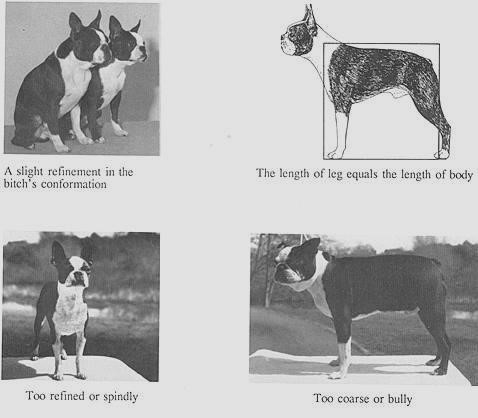 A slight refinement in the
bitch's conformation
The length of leg equals the length of body
Too refined or spindly
Too coarse or bully